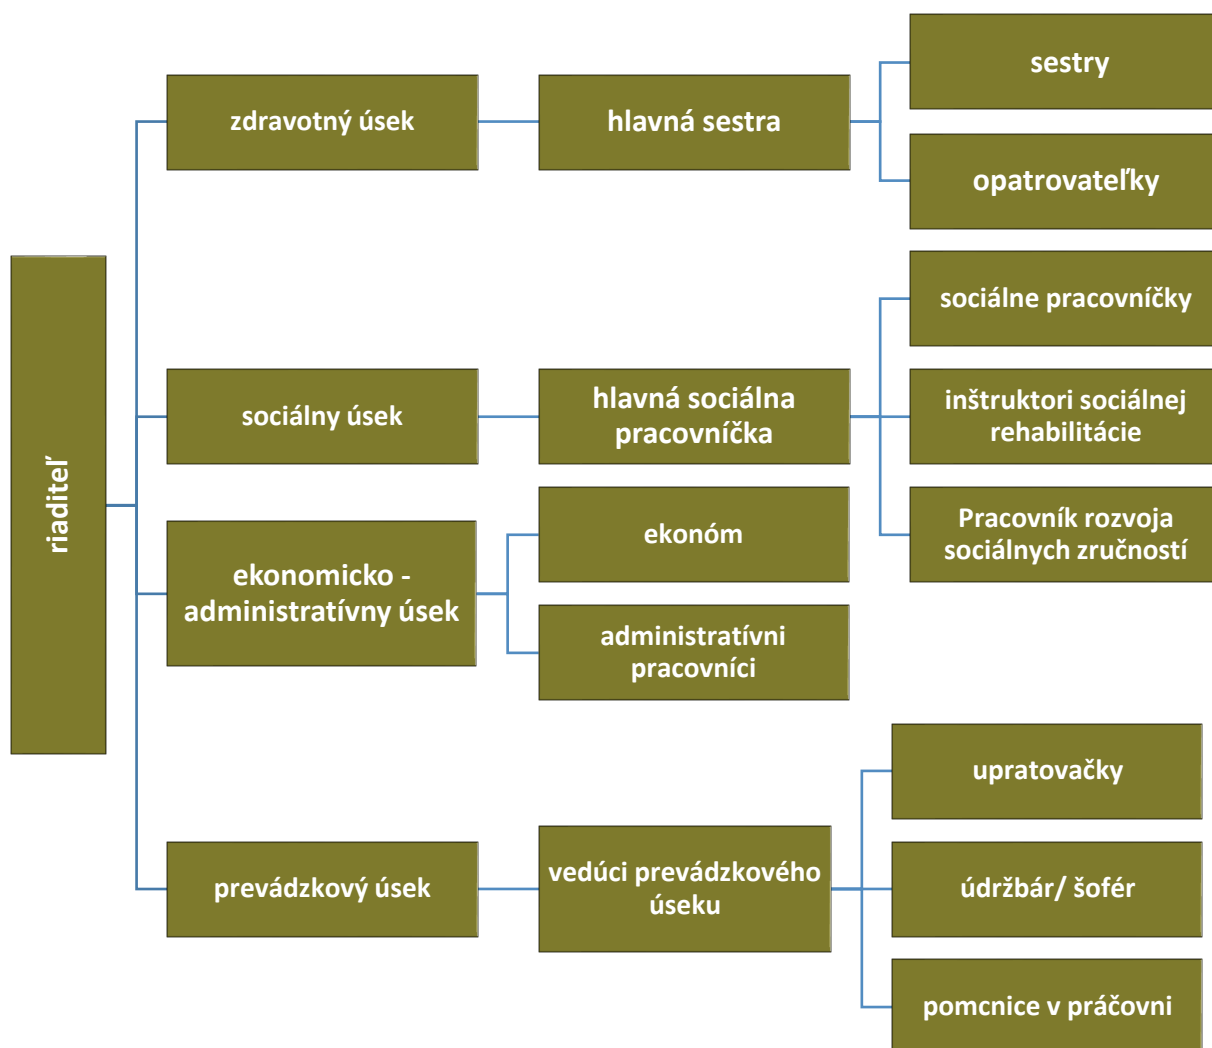 riaditeľ
zdravotný úsek
hlavná sestra
sestry
opatrovateľky
sociálny úsek
hlavná sociálna
pracovníčka
sociálne pracovníčky
inštruktori sociálnej
rehabilitácie
Pracovník rozvoja
sociálnych zručností
ekonomicko -
administratívny úsek
ekonóm
administratívni
pracovníci
prevádzkový úsek
vedúci prevádzkového
úseku
upratovačky
údržbár/ šofér
pomcnice v práčovni